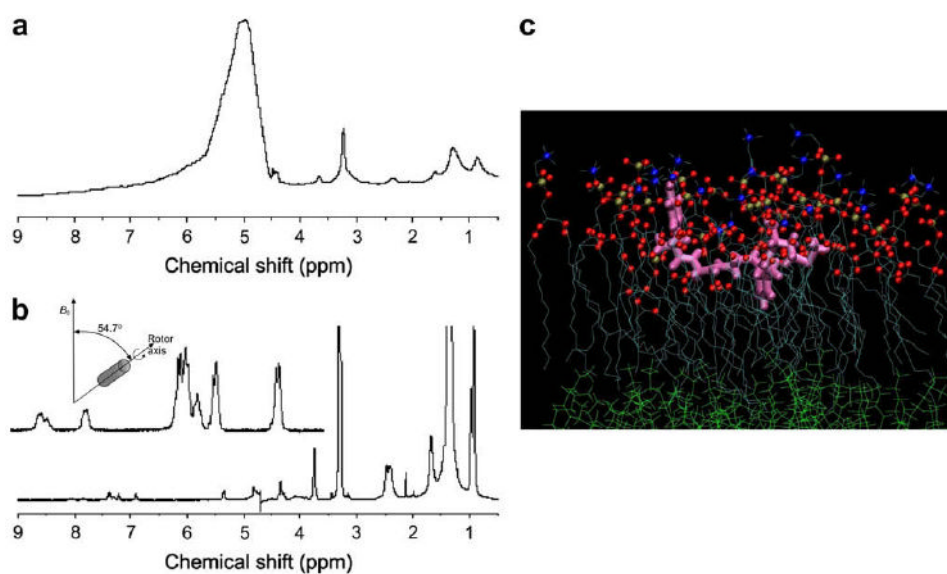 a
9 8 7 6 5 4 3 2 1
Chemical shift (ppm)
b
B₀
54.7°
Rotor
axis
9 8 7 6 5 4 3 2 1
Chemical shift (ppm)
c